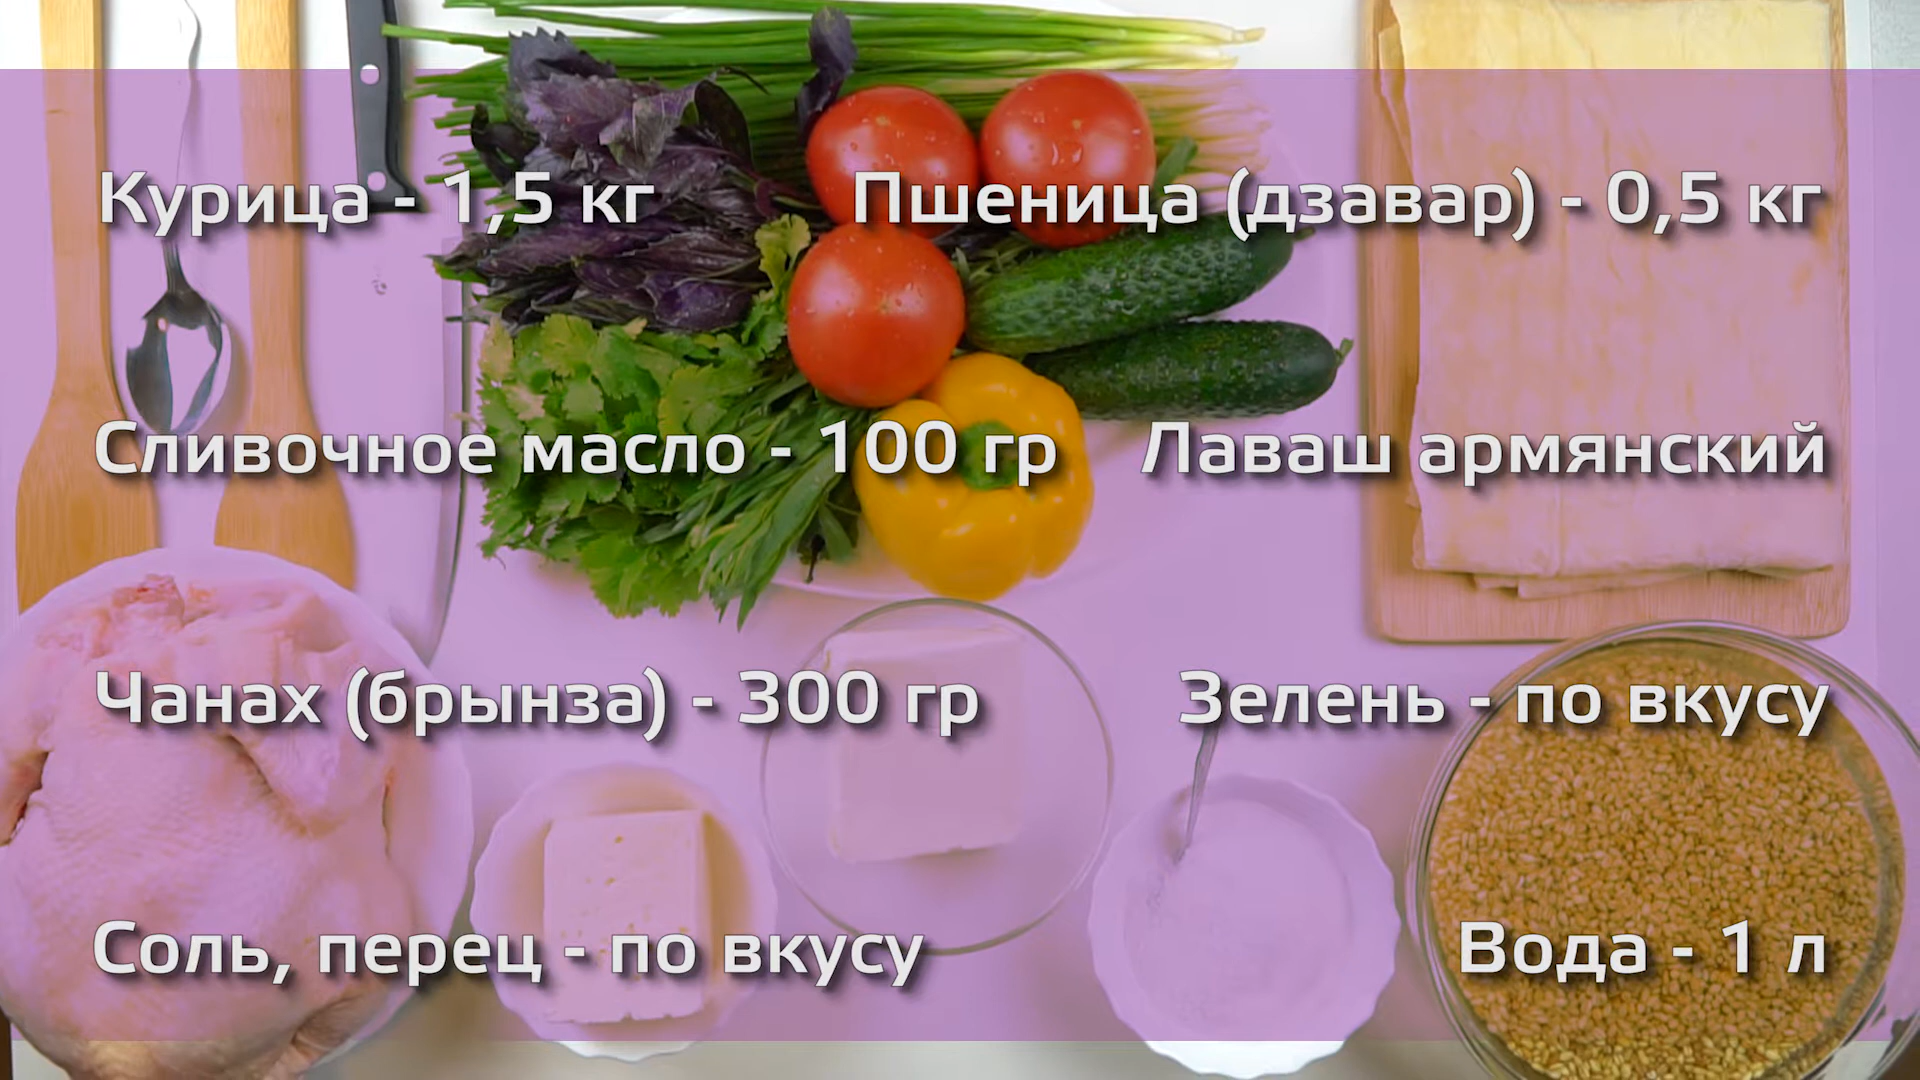 Курица - 1,5 кг
Пшеница (дзавар) - 0,5 кг
Сливочное масло - 100 гр
Лаваш армянский
Чанах (брынза) - 300 гр
Зелень - по вкусу
Соль, перец - по вкусу
Вода - 1 л